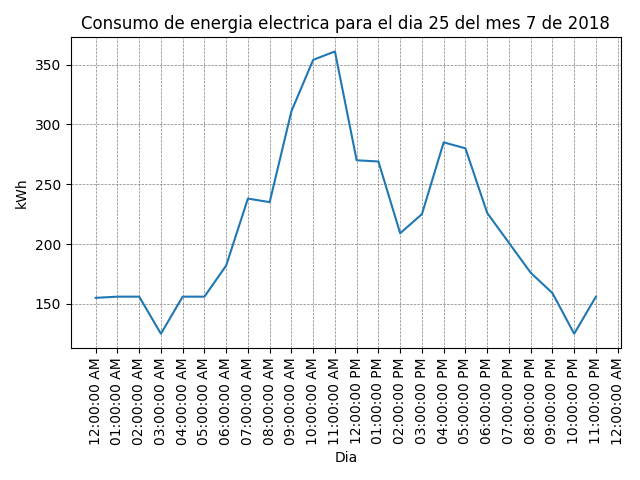 Consumo de energia electrica para el dia 25 del mes 7 de 2018
350
300
250
200
150
kWh
12:00:00 AM
01:00:00 AM
02:00:00 AM
03:00:00 AM
04:00:00 AM
05:00:00 AM
06:00:00 AM
07:00:00 AM
08:00:00 AM
09:00:00 AM
10:00:00 AM
11:00:00 AM
12:00:00 PM
01:00:00 PM
02:00:00 PM
03:00:00 PM
04:00:00 PM
05:00:00 PM
06:00:00 PM
07:00:00 PM
08:00:00 PM
09:00:00 PM
10:00:00 PM
11:00:00 PM
12:00:00 AM
Dia